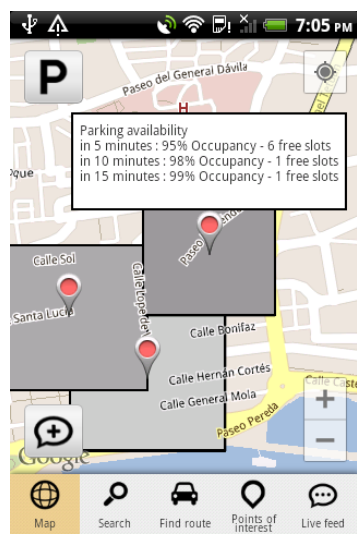 7:05 PM
P
Paseo del General Dávila
H
Parking availability
in 5 minutes : 95% Occupancy - 6 free slots
in 10 minutes : 98% Occupancy - 1 free slots
in 15 minutes : 99% Occupancy - 1 free slots
Calle Sol
Santa Lucía
Calle Lope de
Calle Bonifaz
Calle Hernán Cortés
Calle General Mola
Paseo Pereda
Google
+
−
Map
Search
Find route
Points of
interest
Live feed